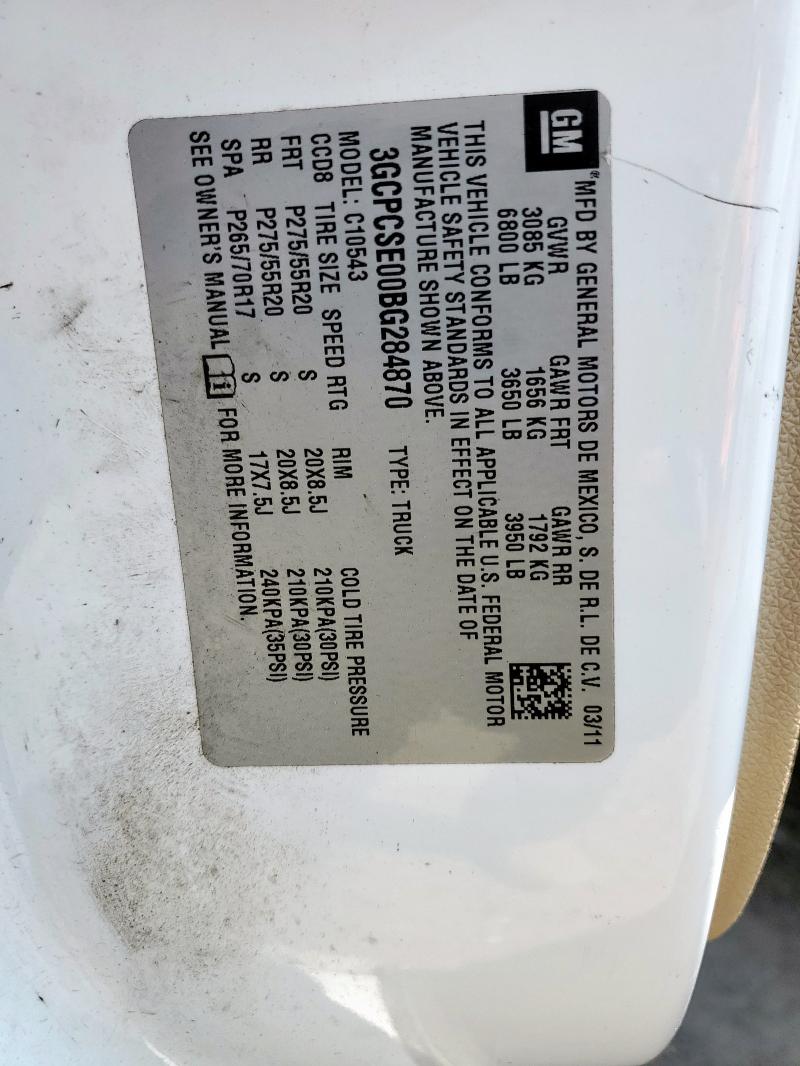 GM
® MFD BY GENERAL MOTORS DE MEXICO, S. DE R.L. DE C.V. 03/11
GVWR GAWR FRT GAWR RR
3085 KG 1656 KG 1792 KG
6800 LB 3650 LB 3950 LB
THIS VEHICLE CONFORMS TO ALL APPLICABLE U.S. FEDERAL MOTOR
VEHICLE SAFETY STANDARDS IN EFFECT ON THE DATE OF
MANUFACTURE SHOWN ABOVE.
3GCPCSE00BG284870 TYPE: TRUCK
MODEL: C10543
CCD8 TIRE SIZE SPEED RTG RIM COLD TIRE PRESSURE
FRT P275/55R20 S 20X8.5J 210KPA(30PSI)
RR P275/55R20 S 20X8.5J 210KPA(30PSI)
SPA P265/70R17 S 17X7.5J 240KPA(35PSI)
SEE OWNER'S MANUAL FOR MORE INFORMATION.